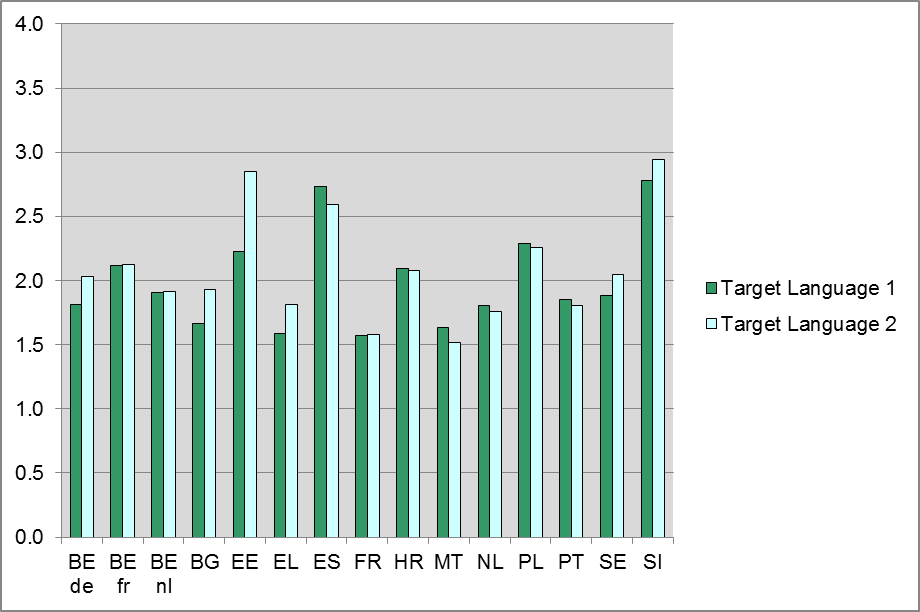 4.0
3.5
3.0
2.5
2.0
1.5
1.0
0.5
0.0
BE BE BE BG EE EL ES FR HR MT NL PL PT SE SI
de fr nl
Target Language 1
Target Language 2